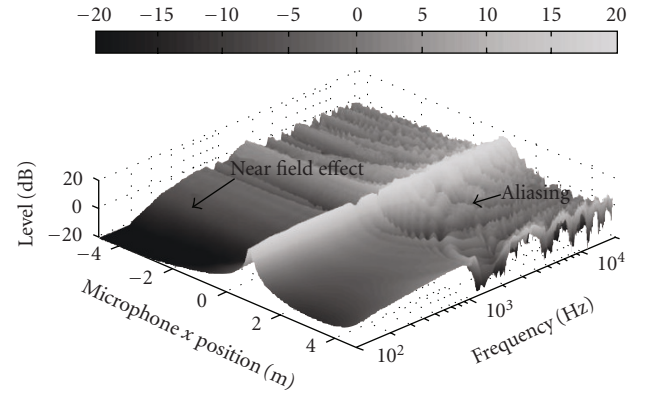 −20 −15 −10 −5 0 5 10 15 20
Near field effect
Aliasing
Level (dB)
20
0
−20
−4
−2
0
2
4
Microphone x position (m)
10²
10³
10⁴
Frequency (Hz)